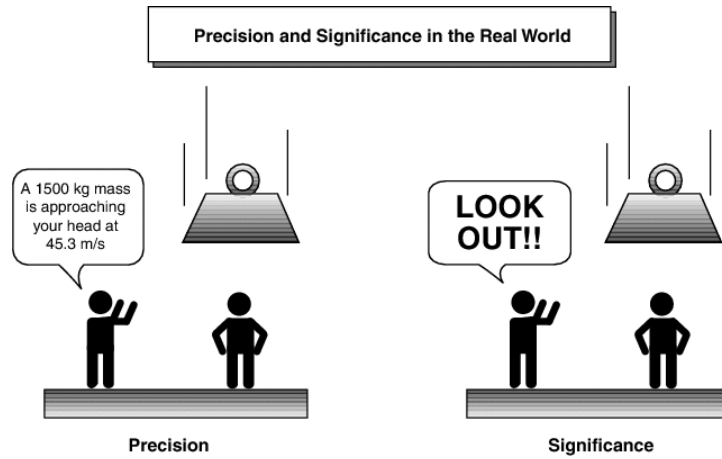 Precision and Significance in the Real World
A 1500 kg mass
is approaching
your head at
45.3 m/s
LOOK
OUT!!
Precision
Significance